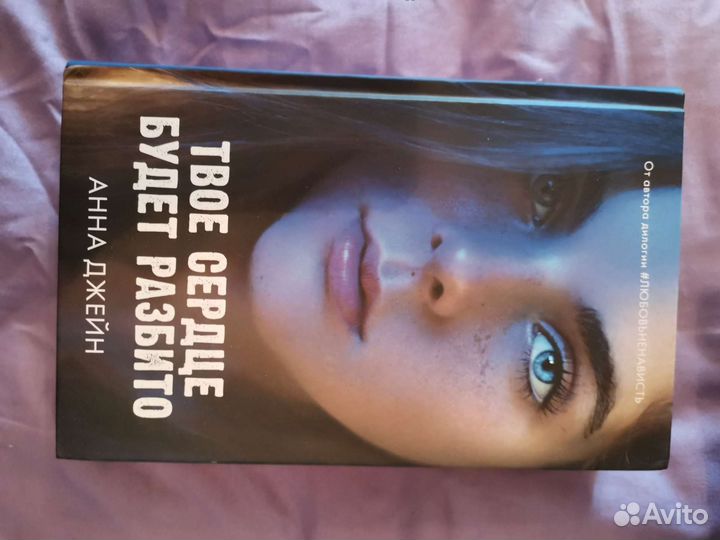 От автора дилогии #ЛЮБОВЬНЕНАВИСТЬ
ТВОЕ СЕРДЦЕ
БУДЕТ РАЗБИТО
АННА ДЖЕЙН
Avito